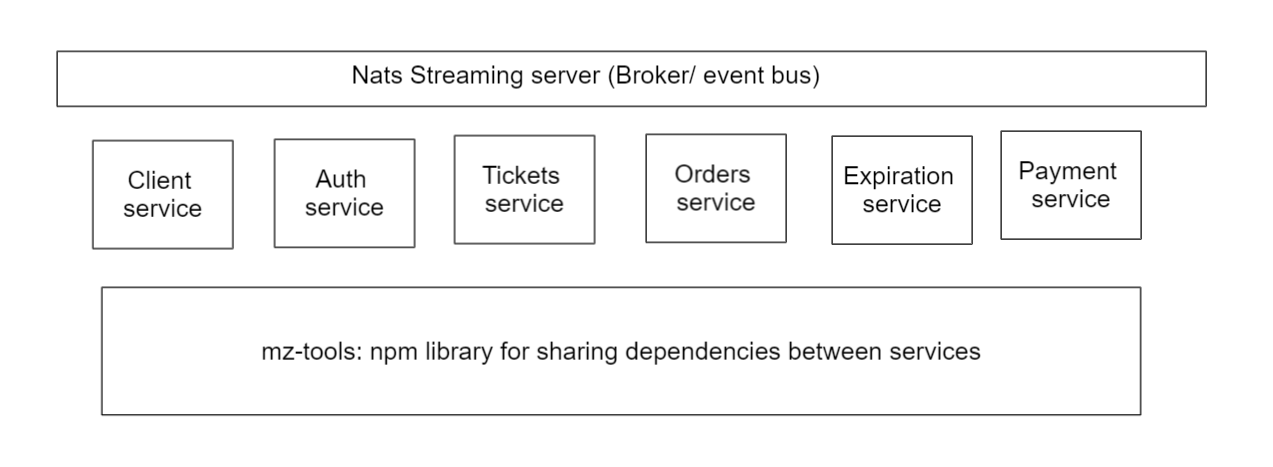 Nats Streaming server (Broker/ event bus)
Client
service
Auth
service
Tickets
service
Orders
service
Expiration
service
Payment
service
mz-tools: npm library for sharing dependencies between services